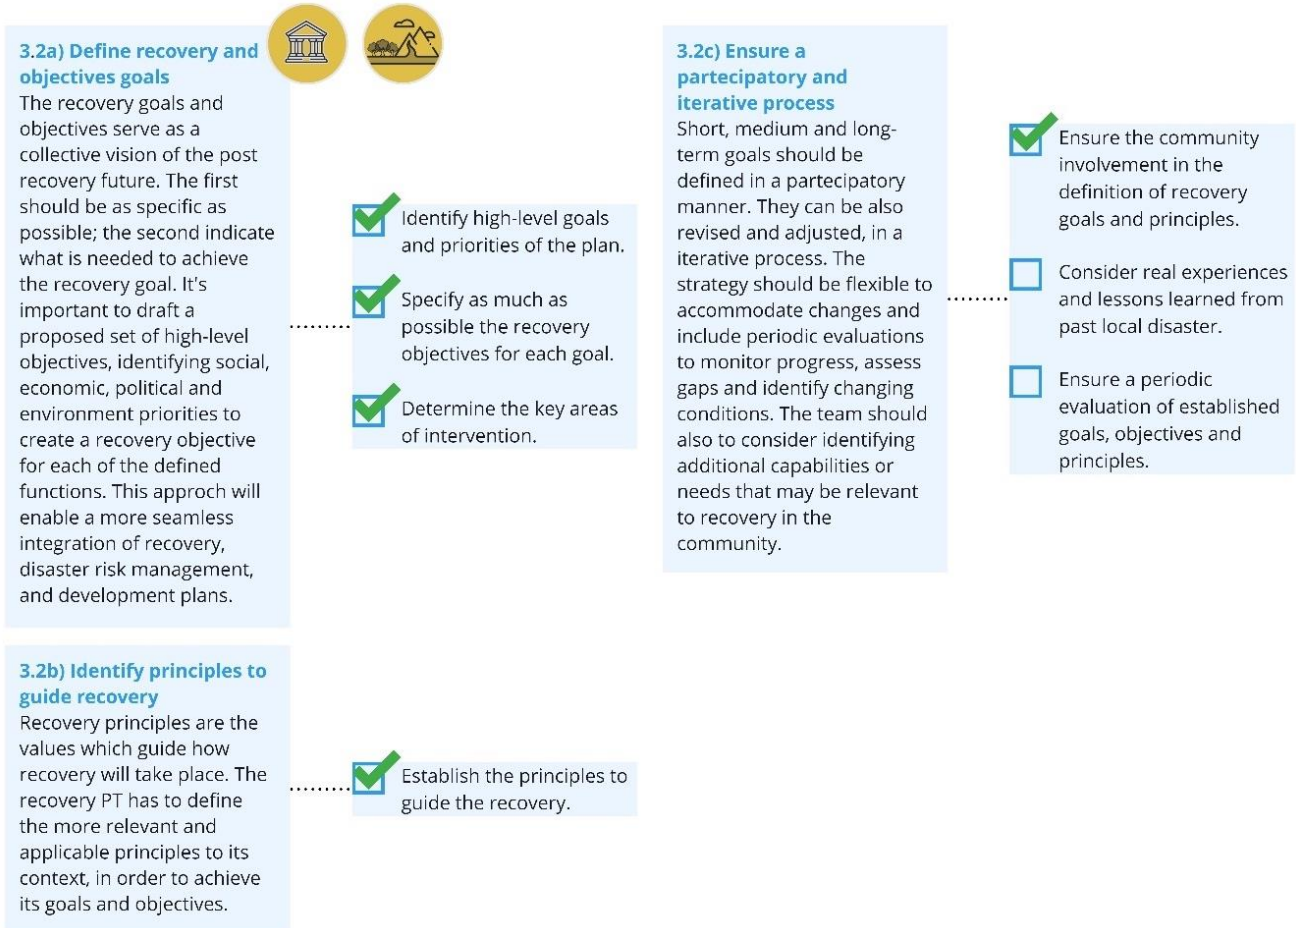 3.2a) Define recovery and
objectives goals
The recovery goals and
objectives serve as a
collective vision of the post
recovery future. The first
should be as specific as
possible; the second indicate
what is needed to achieve
the recovery goal. It's
important to draft a
proposed set of high-level
objectives, identifying social,
economic, political and
environment priorities to
create a recovery objective
for each of the defined
functions. This approch will
enable a more seamless
integration of recovery,
disaster risk management,
and development plans.
Identify high-level goals
and priorities of the plan.
Specify as much as
possible the recovery
objectives for each goal.
Determine the key areas
of intervention.
3.2b) Identify principles to
guide recovery
Recovery principles are the
values which guide how
recovery will take place. The
recovery PT has to define
the more relevant and
applicable principles to its
context, in order to achieve
its goals and objectives.
Establish the principles to
guide the recovery.
3.2c) Ensure a
partecipatory and
iterative process
Short, medium and long-
term goals should be
defined in a partecipatory
manner. They can be also
revised and adjusted, in a
iterative process. The
strategy should be flexible to
accommodate changes and
include periodic evaluations
to monitor progress, assess
gaps and identify changing
conditions. The team should
also to consider identifying
additional capabilities or
needs that may be relevant
to recovery in the
community.
Ensure the community
involvement in the
definition of recovery
goals and principles.
Consider real experiences
and lessons learned from
past local disaster.
Ensure a periodic
evaluation of established
goals, objectives and
principles.